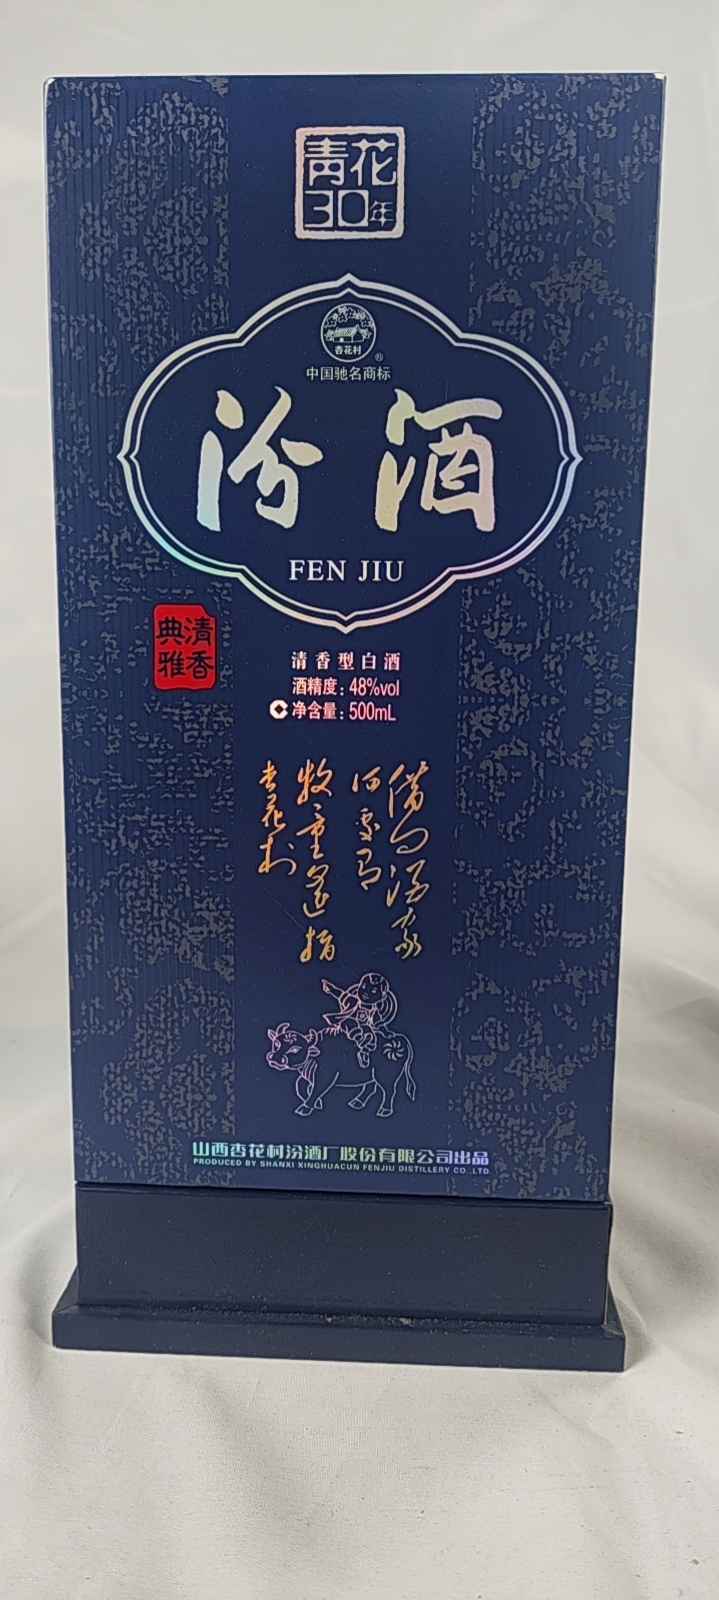 青花
30年
杏花村
®
中国驰名商标
汾酒
FEN JIU
清香
典雅
清香型白酒
酒精度：48%vol
净含量：500mL
借问酒家
何处有
牧童遥指
杏花村
山西杏花村汾酒厂股份有限公司出品
PRODUCED BY SHANXI XINGHUACUN FENJIU DISTILLERY CO.,LTD